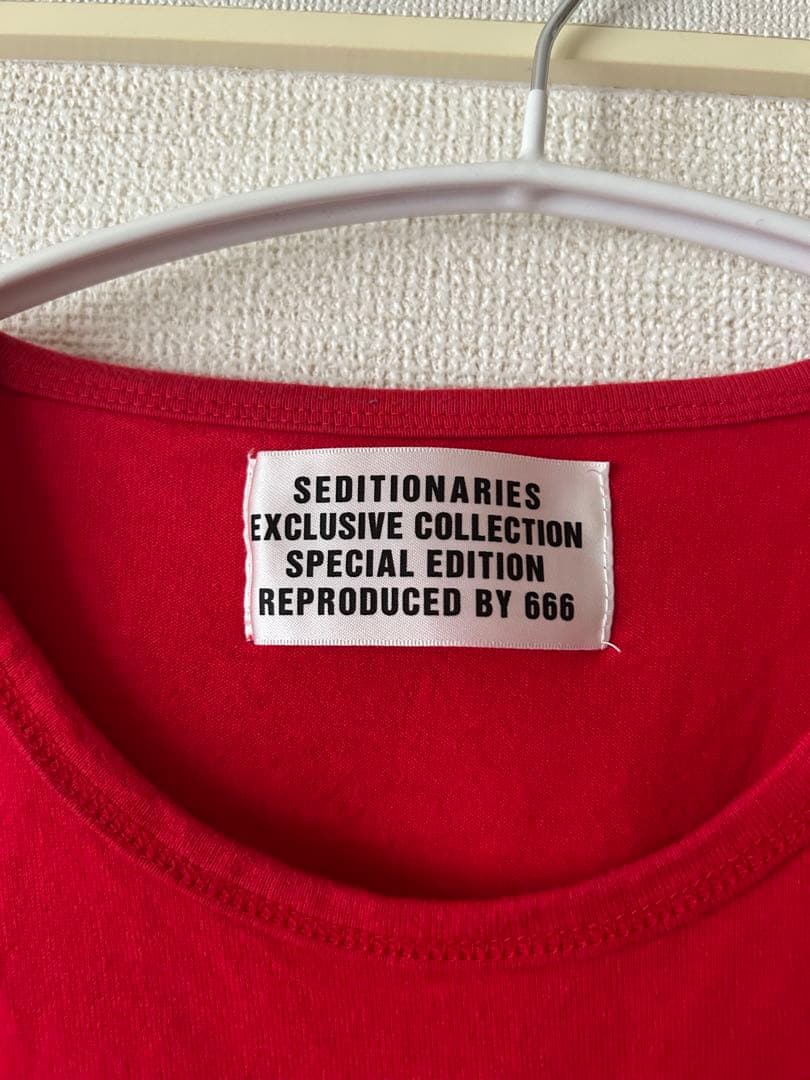 SEDITIONARIES
EXCLUSIVE COLLECTION
SPECIAL EDITION
REPRODUCED BY 666